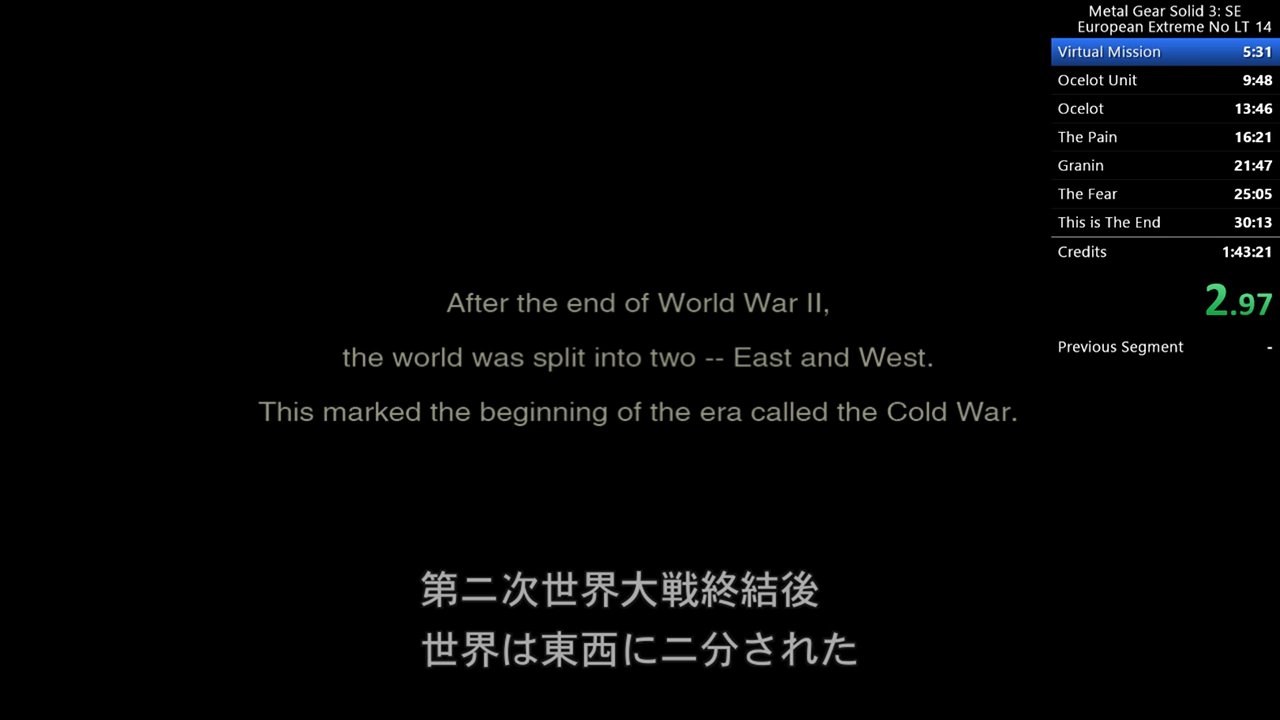 After the end of World War II,
the world was split into two -- East and West.
This marked the beginning of the era called the Cold War.
第二次世界大戦終結後
世界は東西に二分された
Metal Gear Solid 3: SE
European Extreme No LT 14
Virtual Mission 5:31
Ocelot Unit 9:48
Ocelot 13:46
The Pain 16:21
Granin 21:47
The Fear 25:05
This is The End 30:13
Credits 1:43:21
2.97
Previous Segment -